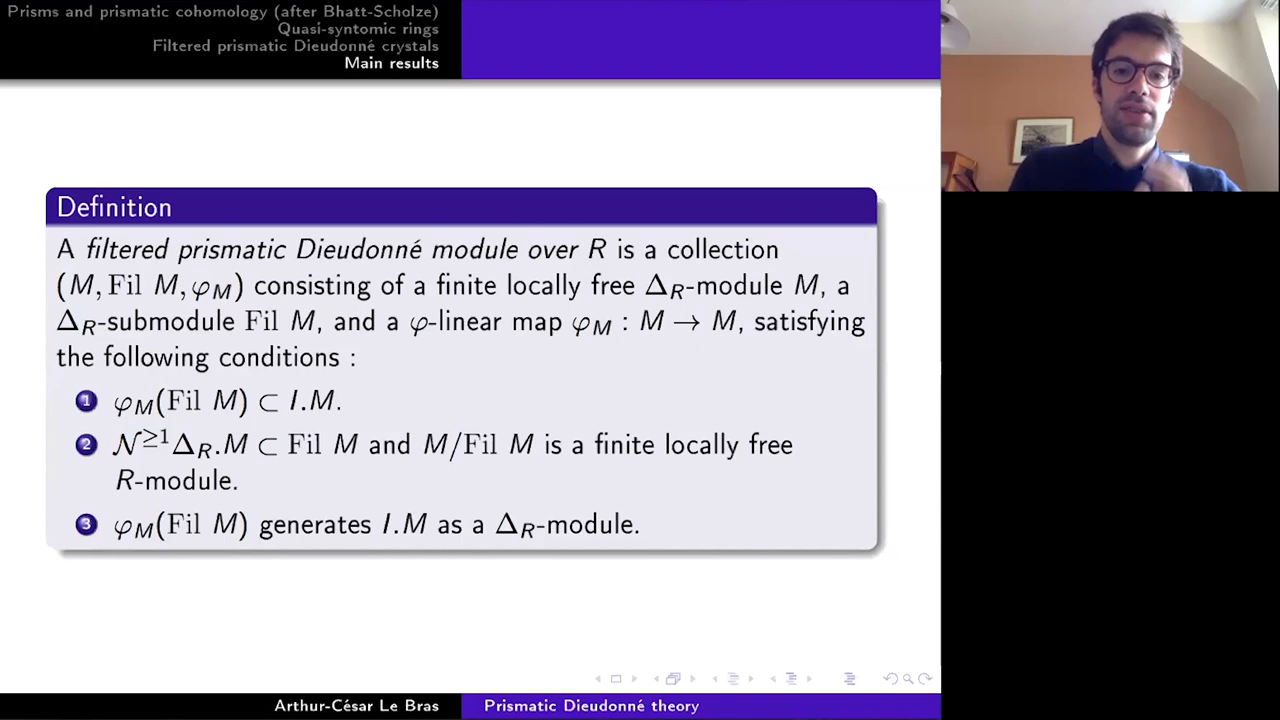 Prisms and prismatic cohomology (after Bhatt-Scholze)
Quasi-syntomic rings
Filtered prismatic Dieudonné crystals
Main results
Definition
A filtered prismatic Dieudonné module over R is a collection
(M, Fil M, φ_M) consisting of a finite locally free Δ_R-module M, a
Δ_R-submodule Fil M, and a φ-linear map φ_M : M → M, satisfying
the following conditions :
1 φ_M(Fil M) ⊂ I.M.
2 𝒩^{≥1}Δ_R.M ⊂ Fil M and M/Fil M is a finite locally free
R-module.
3 φ_M(Fil M) generates I.M as a Δ_R-module.
Arthur-César Le Bras
Prismatic Dieudonné theory